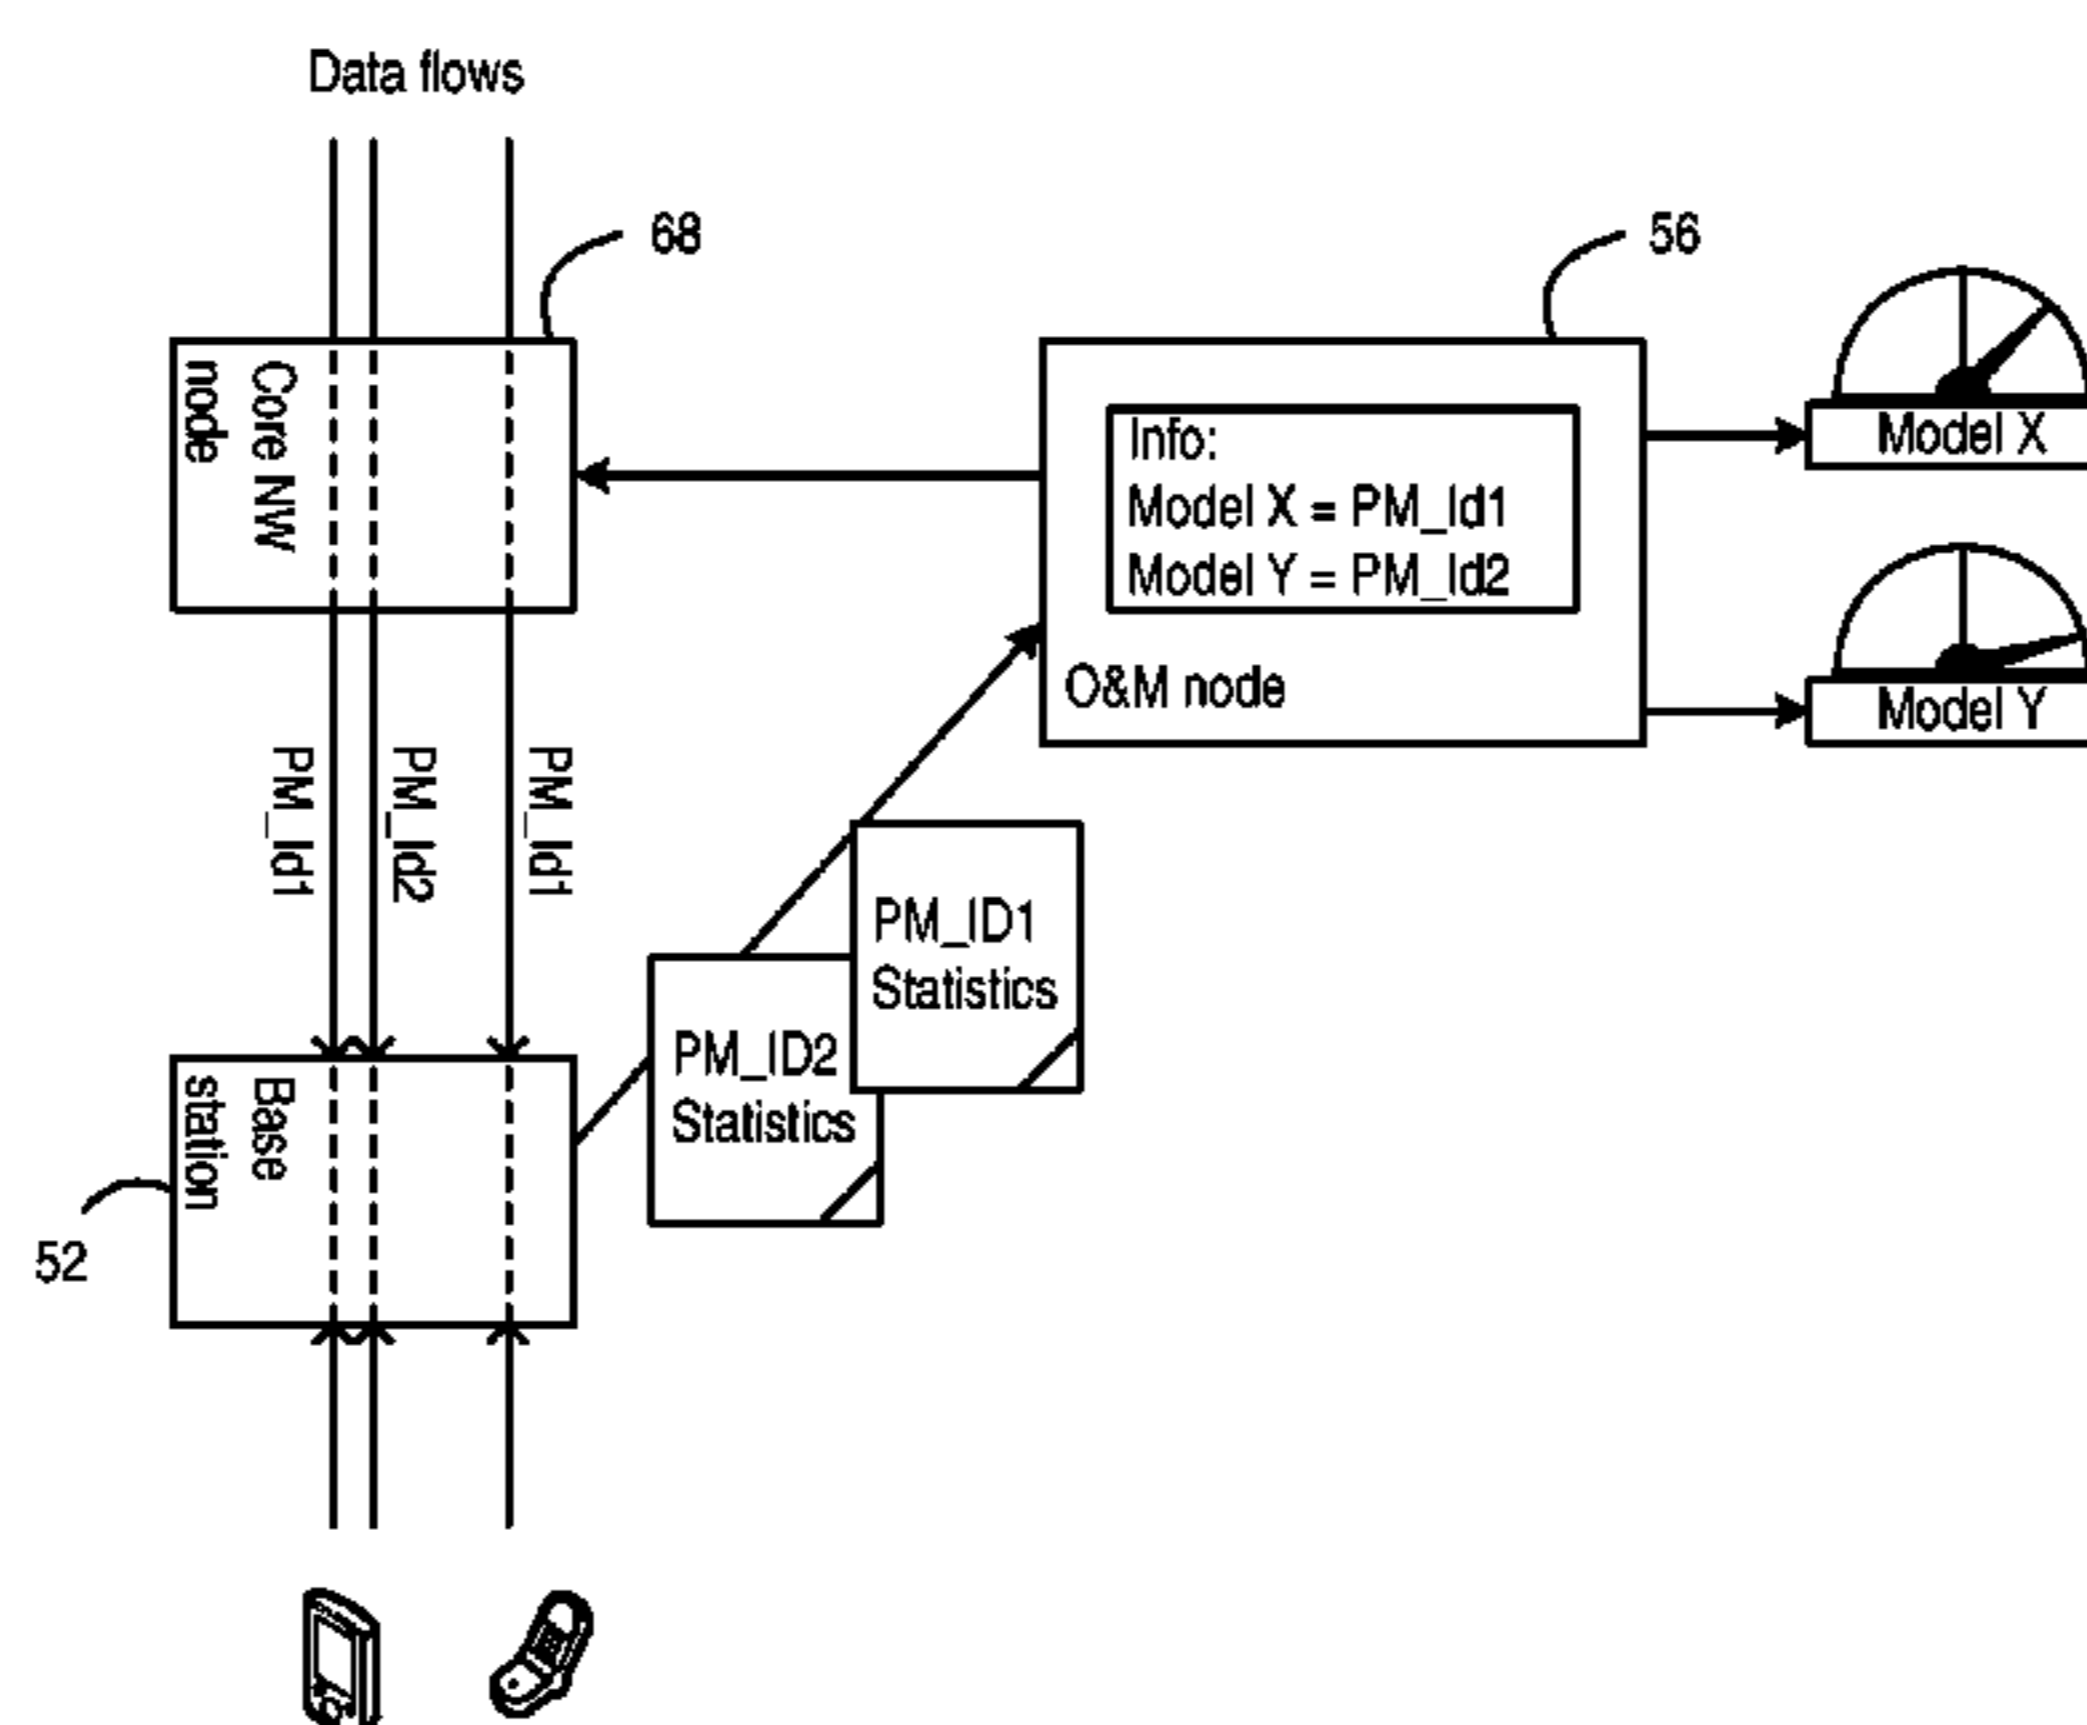 Data flows
68
56
Core NW
node
Info:
Model X = PM_Id1
Model Y = PM_Id2
O&M node
Model X
Model Y
PM_Id1
PM_Id2
PM_Id1
PM_ID1
Statistics
PM_ID2
Statistics
Base
station
52